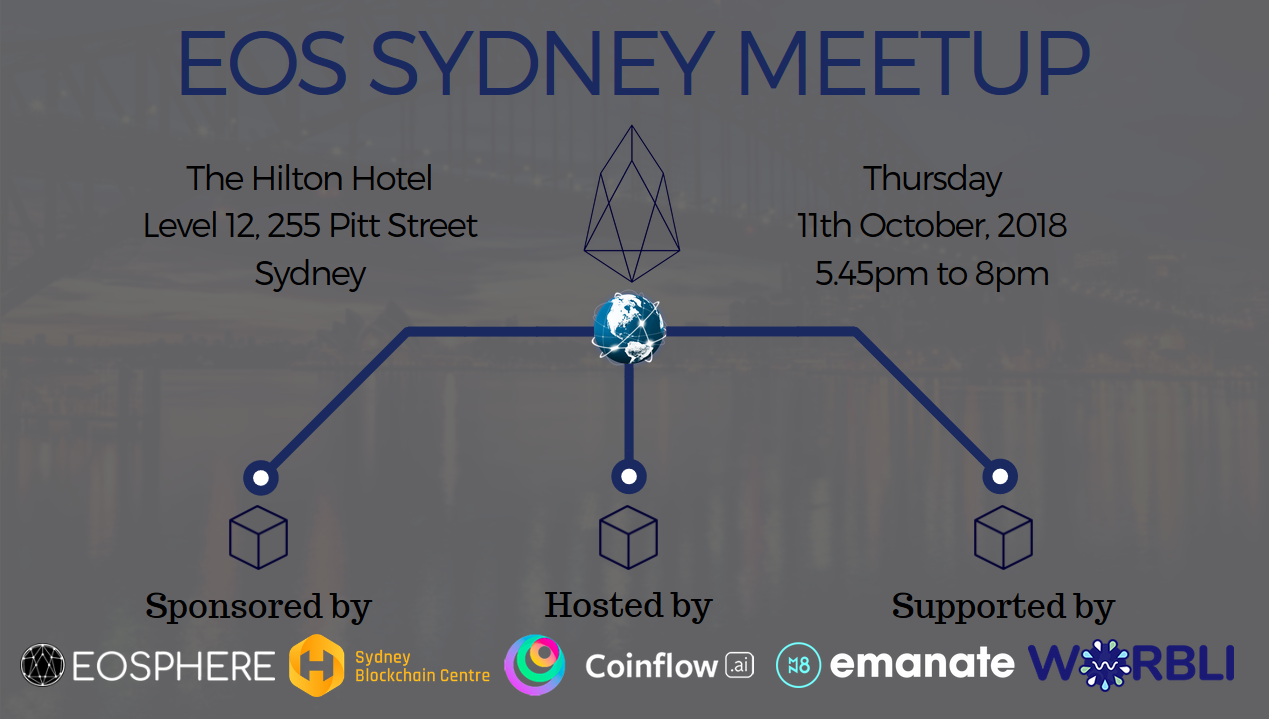 EOS SYDNEY MEETUP
The Hilton Hotel
Level 12, 255 Pitt Street
Sydney
Thursday
11th October, 2018
5.45pm to 8pm
Sponsored by
Hosted by
Supported by
EOSPHERE
H
Sydney
Blockchain Centre
Coinflow .ai
M8 emanate
WORBLI